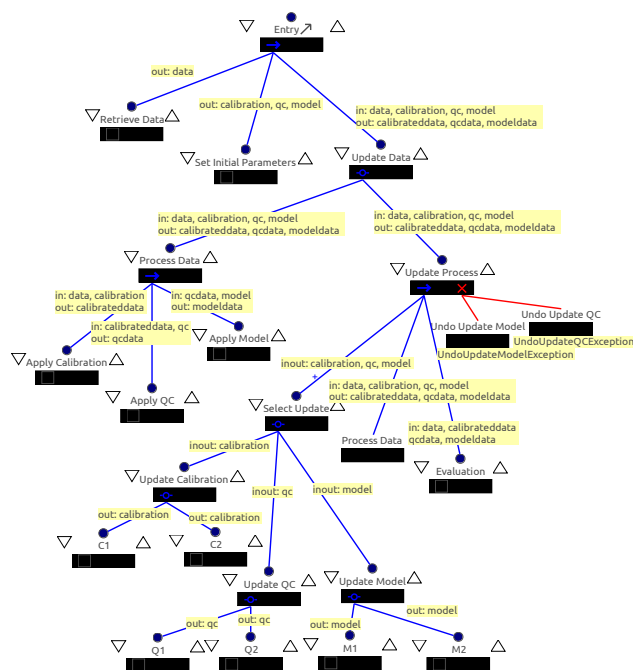 Entry
out: data
out: calibration, qc, model
in: data, calibration, qc, model
out: calibrateddata, qcdata, modeldata
Retrieve Data
Set Initial Parameters
Update Data
in: data, calibration, qc, model
out: calibrateddata, qcdata, modeldata
in: data, calibration, qc, model
out: calibrateddata, qcdata, modeldata
Process Data
Update Process
in: data, calibration
out: calibrateddata
in: qcdata, model
out: modeldata
in: calibrateddata, qc
out: qcdata
Undo Update QC
Undo Update Model
UndoUpdateQCException
UndoUpdateModelException
Apply Calibration
Apply Model
Apply QC
inout: calibration, qc, model
in: data, calibration, qc, model
out: calibrateddata, qcdata, modeldata
Select Update
in: data, calibrateddata
qcdata, modeldata
Process Data
Evaluation
inout: calibration
inout: qc
inout: model
Update Calibration
out: calibration
out: calibration
C1
C2
Update QC
Update Model
out: qc
out: qc
out: model
out: model
Q1
Q2
M1
M2